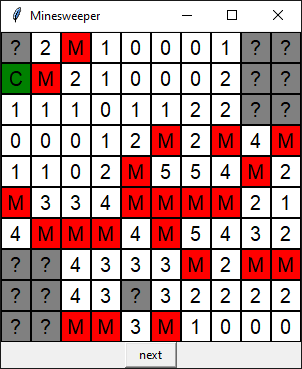 Minesweeper
? 2 M 1 0 0 0 1 ? ?
C M 2 1 0 0 0 2 ? ?
1 1 1 0 1 1 2 2 ? ?
0 0 0 1 2 M 2 M 4 M
1 1 0 2 M 5 5 4 M 2
M 3 3 4 M M M M 2 1
4 M M M 4 M 5 4 3 2
? ? 4 3 3 3 M 2 M M
? ? 4 3 ? 3 2 2 2 2
? ? M M 3 M 1 0 0 0
next